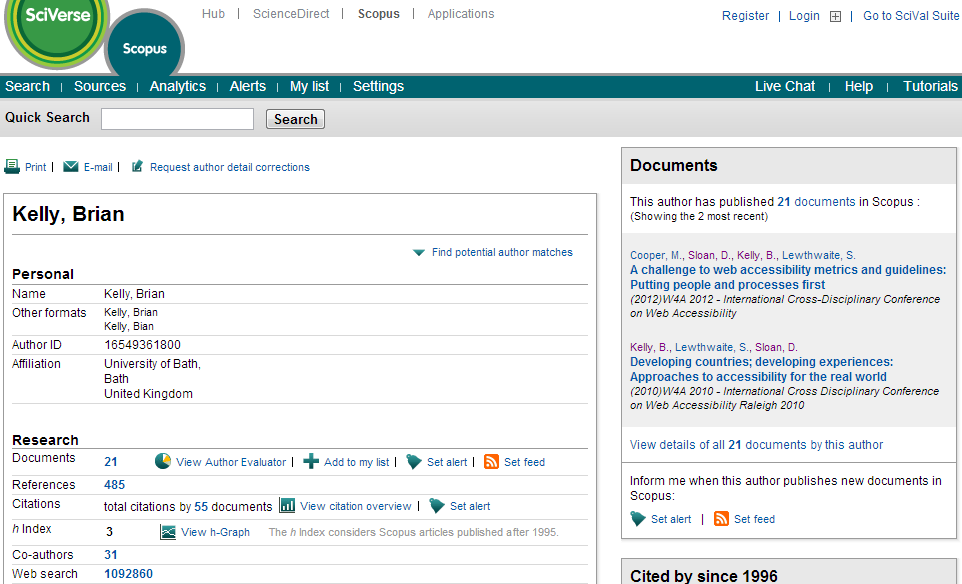 SciVerse
Scopus
Hub | ScienceDirect | Scopus | Applications
Register | Login | Go to SciVal Suite
Search | Sources | Analytics | Alerts | My list | Settings
Live Chat | Help | Tutorials
Quick Search Search
Print | E-mail | Request author detail corrections
Kelly, Brian
Find potential author matches
Personal
Name Kelly, Brian
Other formats Kelly, Brian
Kelly, Bian
Author ID 16549361800
Affiliation University of Bath,
Bath
United Kingdom
Research
Documents 21 View Author Evaluator | Add to my list | Set alert | Set feed
References 485
Citations total citations by 55 documents View citation overview | Set alert
h Index 3 View h-Graph The h Index considers Scopus articles published after 1995.
Co-authors 31
Web search 1092860
Documents
This author has published 21 documents in Scopus :
(Showing the 2 most recent)
Cooper, M., Sloan, D., Kelly, B., Lewthwaite, S.
A challenge to web accessibility metrics and guidelines:
Putting people and processes first
(2012)W4A 2012 - International Cross-Disciplinary Conference
on Web Accessibility
Kelly, B., Lewthwaite, S., Sloan, D.
Developing countries; developing experiences:
Approaches to accessibility for the real world
(2010)W4A 2010 - International Cross Disciplinary Conference
on Web Accessibility Raleigh 2010
View details of all 21 documents by this author
Inform me when this author publishes new documents in
Scopus:
Set alert | Set feed
Cited by since 1996